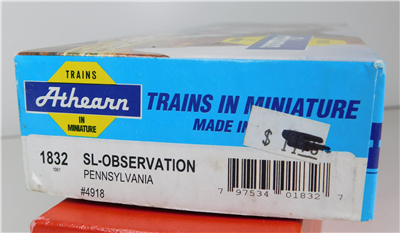 TRAINS
Athearn
IN
MINIATURE
TRAINS IN MINIATURE
MADE IN
$
1832 SL-OBSERVATION
PENNSYLVANIA
#4918
7 97534 01832 7